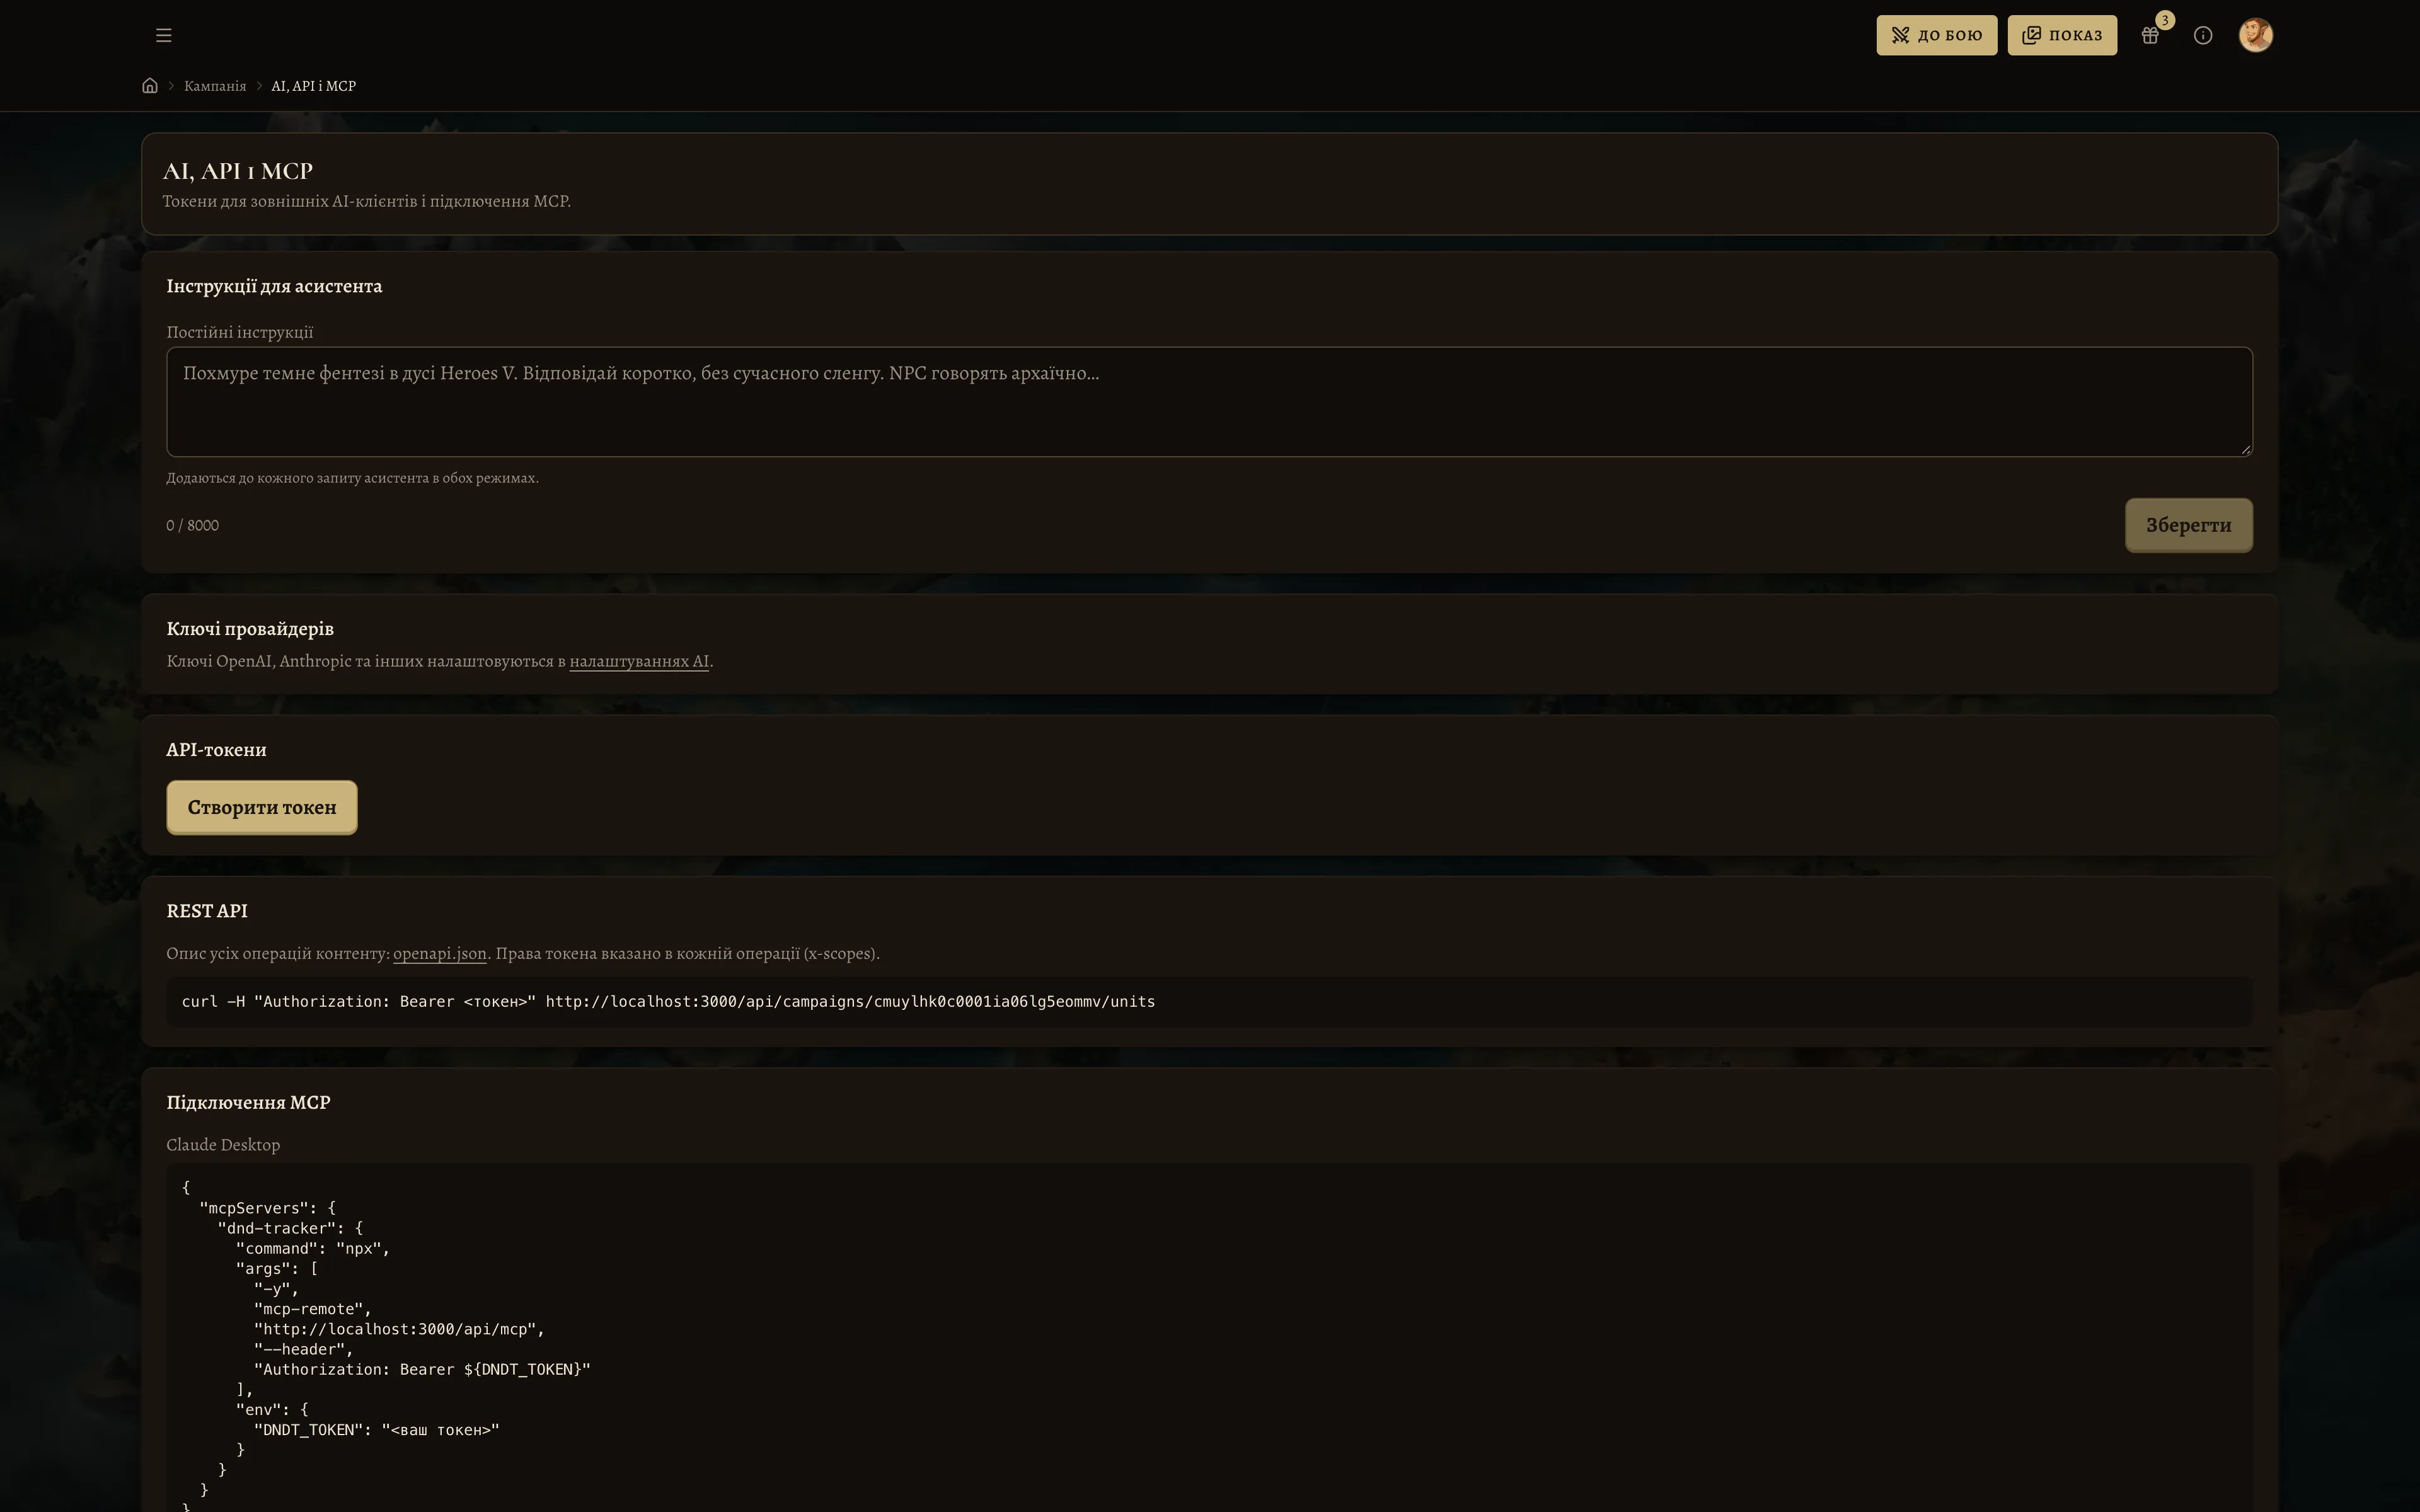 ДО БОЮ
ПОКАЗ
3
Кампанія
AI, API і MCP
AI, API і MCP
Токени для зовнішніх AI-клієнтів і підключення MCP.
Інструкції для асистента
Постійні інструкції
Похмуре темне фентезі в дусі Heroes V. Відповідай коротко, без сучасного сленгу. NPC говорять архаїчно...
Додаються до кожного запиту асистента в обох режимах.
0 / 8000
Зберегти
Ключі провайдерів
Ключі OpenAI, Anthropic та інших налаштовуються в налаштуваннях AI.
API-токени
Створити токен
REST API
Опис усіх операцій контенту: openapi.json. Права токена вказано в кожній операції (x-scopes).
curl -H "Authorization: Bearer <токен>" http://localhost:3000/api/campaigns/cmuylhk0c0001ia06lg5eommv/units
Підключення MCP
Claude Desktop
{
"mcpServers": {
"dnd-tracker": {
"command": "npx",
"args": [
"-y",
"mcp-remote",
"http://localhost:3000/api/mcp",
"--header",
"Authorization: Bearer ${DNDT_TOKEN}"
],
"env": {
"DNDT_TOKEN": "<ваш токен>"
}
}
}
}